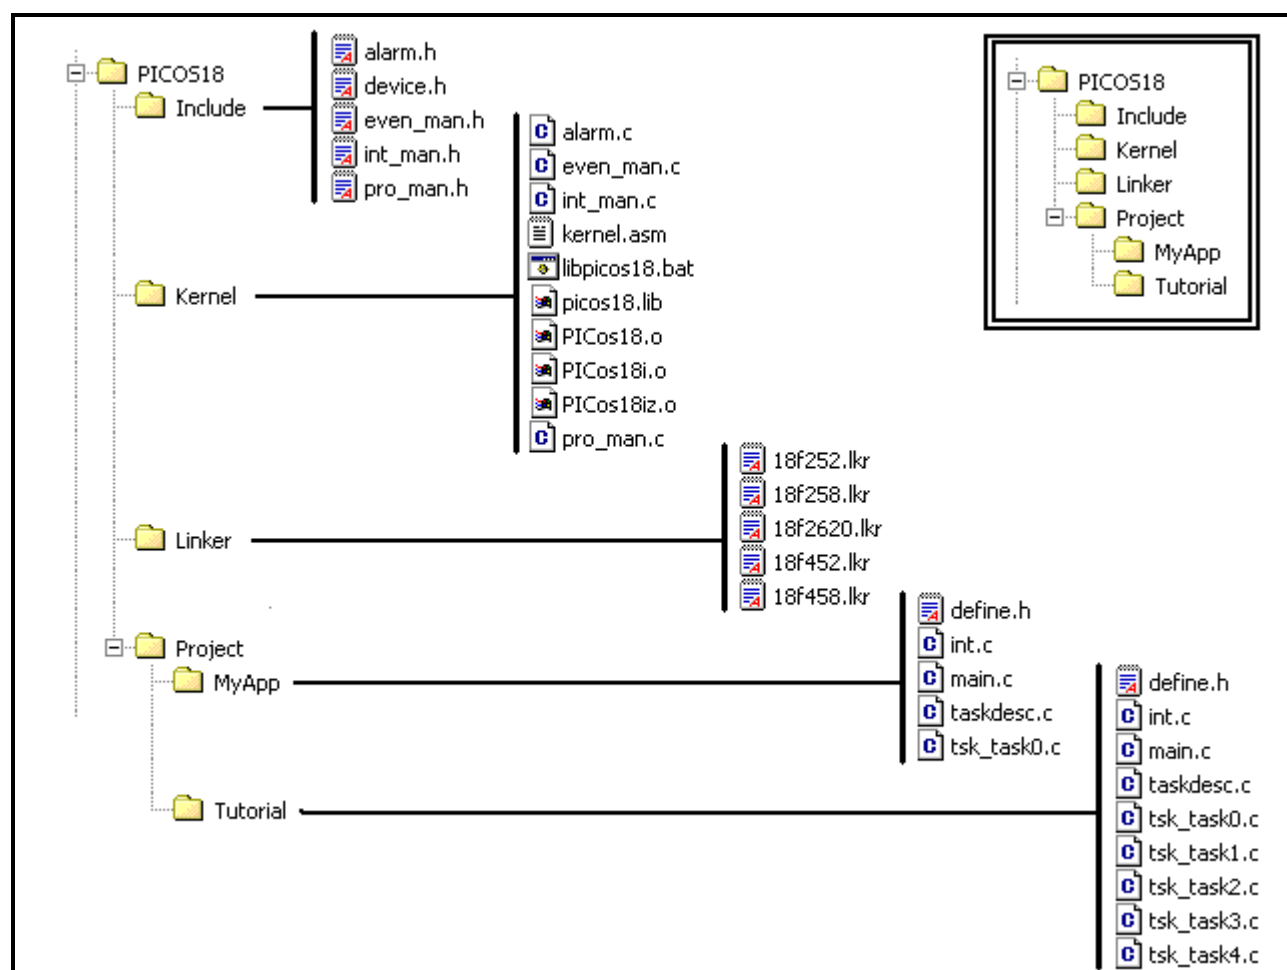 PICOS18
Include
alarm.h
device.h
even_man.h
int_man.h
pro_man.h
Kernel
alarm.c
even_man.c
int_man.c
kernel.asm
libpicos18.bat
picos18.lib
PICos18.o
PICos18i.o
PICos18iz.o
pro_man.c
Linker
18f252.lkr
18f258.lkr
18f2620.lkr
18f452.lkr
18f458.lkr
Project
MyApp
define.h
int.c
main.c
taskdesc.c
tsk_task0.c
Tutorial
define.h
int.c
main.c
taskdesc.c
tsk_task0.c
tsk_task1.c
tsk_task2.c
tsk_task3.c
tsk_task4.c
PICOS18
Include
Kernel
Linker
Project
MyApp
Tutorial